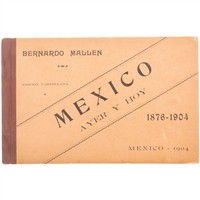 BERNARDO MALLEN
MEXICO
AYER Y HOY
1876-1904
MEXICO - 1904